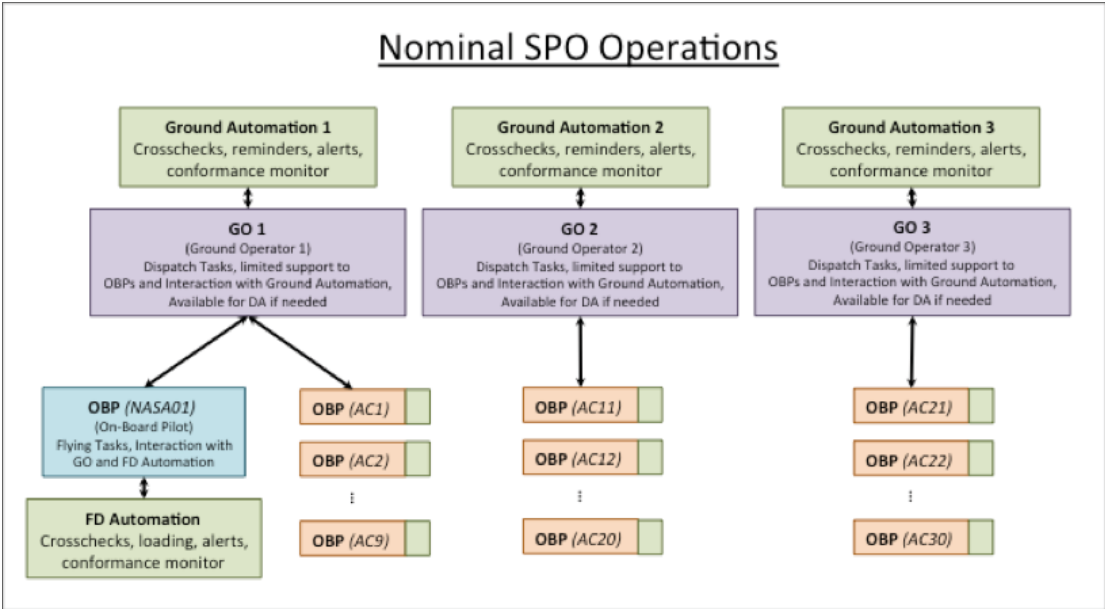 Nominal SPO Operations
Ground Automation 1
Crosschecks, reminders, alerts,
conformance monitor
Ground Automation 2
Crosschecks, reminders, alerts,
conformance monitor
Ground Automation 3
Crosschecks, reminders, alerts,
conformance monitor
GO 1
(Ground Operator 1)
Dispatch Tasks, limited support to
OBPs and Interaction with Ground Automation,
Available for DA if needed
GO 2
(Ground Operator 2)
Dispatch Tasks, limited support to
OBPs and Interaction with Ground Automation,
Available for DA if needed
GO 3
(Ground Operator 3)
Dispatch Tasks, limited support to
OBPs and Interaction with Ground Automation,
Available for DA if needed
OBP (NASA01)
(On-Board Pilot)
Flying Tasks, Interaction with
GO and FD Automation
FD Automation
Crosschecks, loading, alerts,
conformance monitor
OBP (AC1)
OBP (AC2)
⋮
OBP (AC9)
OBP (AC11)
OBP (AC12)
⋮
OBP (AC20)
OBP (AC21)
OBP (AC22)
⋮
OBP (AC30)